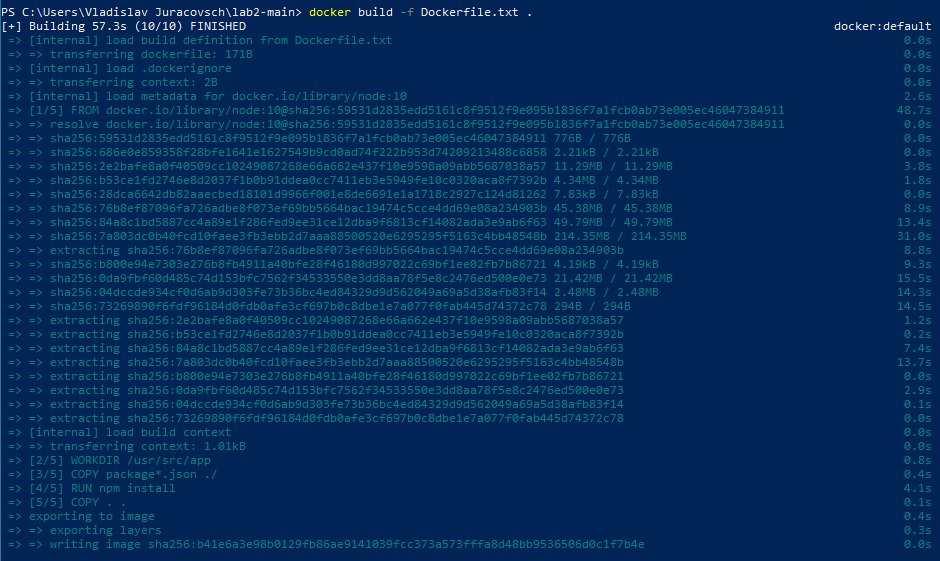 PS C:\Users\Vladislav Juracovsch\lab2-main> docker build -f Dockerfile.txt .
[+] Building 57.3s (10/10) FINISHED docker:default
=> [internal] load build definition from Dockerfile.txt 0.0s
=> => transferring dockerfile: 171B 0.0s
=> [internal] load .dockerignore 0.0s
=> => transferring context: 2B 0.0s
=> [internal] load metadata for docker.io/library/node:10 2.6s
=> [1/5] FROM docker.io/library/node:10@sha256:59531d2835edd5161c8f9512f9e095b1836f7a1fcb0ab73e005ec46047384911 48.7s
=> => resolve docker.io/library/node:10@sha256:59531d2835edd5161c8f9512f9e095b1836f7a1fcb0ab73e005ec46047384911 0.0s
=> => sha256:59531d2835edd5161c8f9512f9e095b1836f7a1fcb0ab73e005ec46047384911 776B / 776B 0.0s
=> => sha256:686e0e859358f28bfe1641e1627549b9cd0ad74f222b953d74209213488c6858 2.21kB / 2.21kB 0.0s
=> => sha256:2e2bafe8a0f40509cc10249087268e66a662e437f10e9598a09abb5687038a57 11.29MB / 11.29MB 3.8s
=> => sha256:b53ce1fd2746e8d2037f1b0b91ddea0cc7411eb3e5949fe10c0320aca8f7392b 4.34MB / 4.34MB 1.8s
=> => sha256:28dca6642db82aaecbed18101d9966f001e8de6691e1a1718c2927c124d81262 7.83kB / 7.83kB 0.0s
=> => sha256:76b8ef87096fa726adbe8f073ef69bb5664bac19474c5cce4dd69e08a234903b 45.38MB / 45.38MB 8.9s
=> => sha256:84a8c1bd5887cc4a89e1f286fed9ee31ce12dba9f6813cf14082ada3e9ab6f63 49.79MB / 49.79MB 13.4s
=> => sha256:7a803dc0b40fcd10faee3fb3ebb2d7aaa88500520e6295295f5163c4bb48548b 214.35MB / 214.35MB 31.0s
=> => extracting sha256:76b8ef87096fa726adbe8f073ef69bb5664bac19474c5cce4dd69e08a234903b 8.8s
=> => sha256:b800e94e7303e276b8fb4911a40bfe28f46180d997022c69bf1ee02fb7b86721 4.19kB / 4.19kB 9.3s
=> => sha256:0da9fbf60d485c74d153bfc7562f34533550e3dd8aa78f5e8c2476ed500e0e73 21.42MB / 21.42MB 15.5s
=> => sha256:04dccde934cf0d6ab9d303fe73b36bc4ed84329d9d562049a69a5d38afb83f14 2.48MB / 2.48MB 14.3s
=> => sha256:73269890f6fdf96184d0fdb0afe3cf697b0c8dbe1e7a077f0fab445d74372c78 294B / 294B 14.5s
=> => extracting sha256:2e2bafe8a0f40509cc10249087268e66a662e437f10e9598a09abb5687038a57 1.2s
=> => extracting sha256:b53ce1fd2746e8d2037f1b0b91ddea0cc7411eb3e5949fe10c0320aca8f7392b 0.2s
=> => extracting sha256:84a8c1bd5887cc4a89e1f286fed9ee31ce12dba9f6813cf14082ada3e9ab6f63 7.4s
=> => extracting sha256:7a803dc0b40fcd10faee3fb3ebb2d7aaa88500520e6295295f5163c4bb48548b 13.7s
=> => extracting sha256:b800e94e7303e276b8fb4911a40bfe28f46180d997022c69bf1ee02fb7b86721 0.0s
=> => extracting sha256:0da9fbf60d485c74d153bfc7562f34533550e3dd8aa78f5e8c2476ed500e0e73 2.9s
=> => extracting sha256:04dccde934cf0d6ab9d303fe73b36bc4ed84329d9d562049a69a5d38afb83f14 0.1s
=> => extracting sha256:73269890f6fdf96184d0fdb0afe3cf697b0c8dbe1e7a077f0fab445d74372c78 0.0s
=> [internal] load build context 0.0s
=> => transferring context: 1.01kB 0.0s
=> [2/5] WORKDIR /usr/src/app 0.8s
=> [3/5] COPY package*.json ./ 0.4s
=> [4/5] RUN npm install 4.1s
=> [5/5] COPY . . 0.1s
=> exporting to image 0.4s
=> => exporting layers 0.3s
=> => writing image sha256:b41e6a3e98b0129fb86ae9141039fcc373a573fffa8d48bb9536506d0c1f7b4e 0.0s